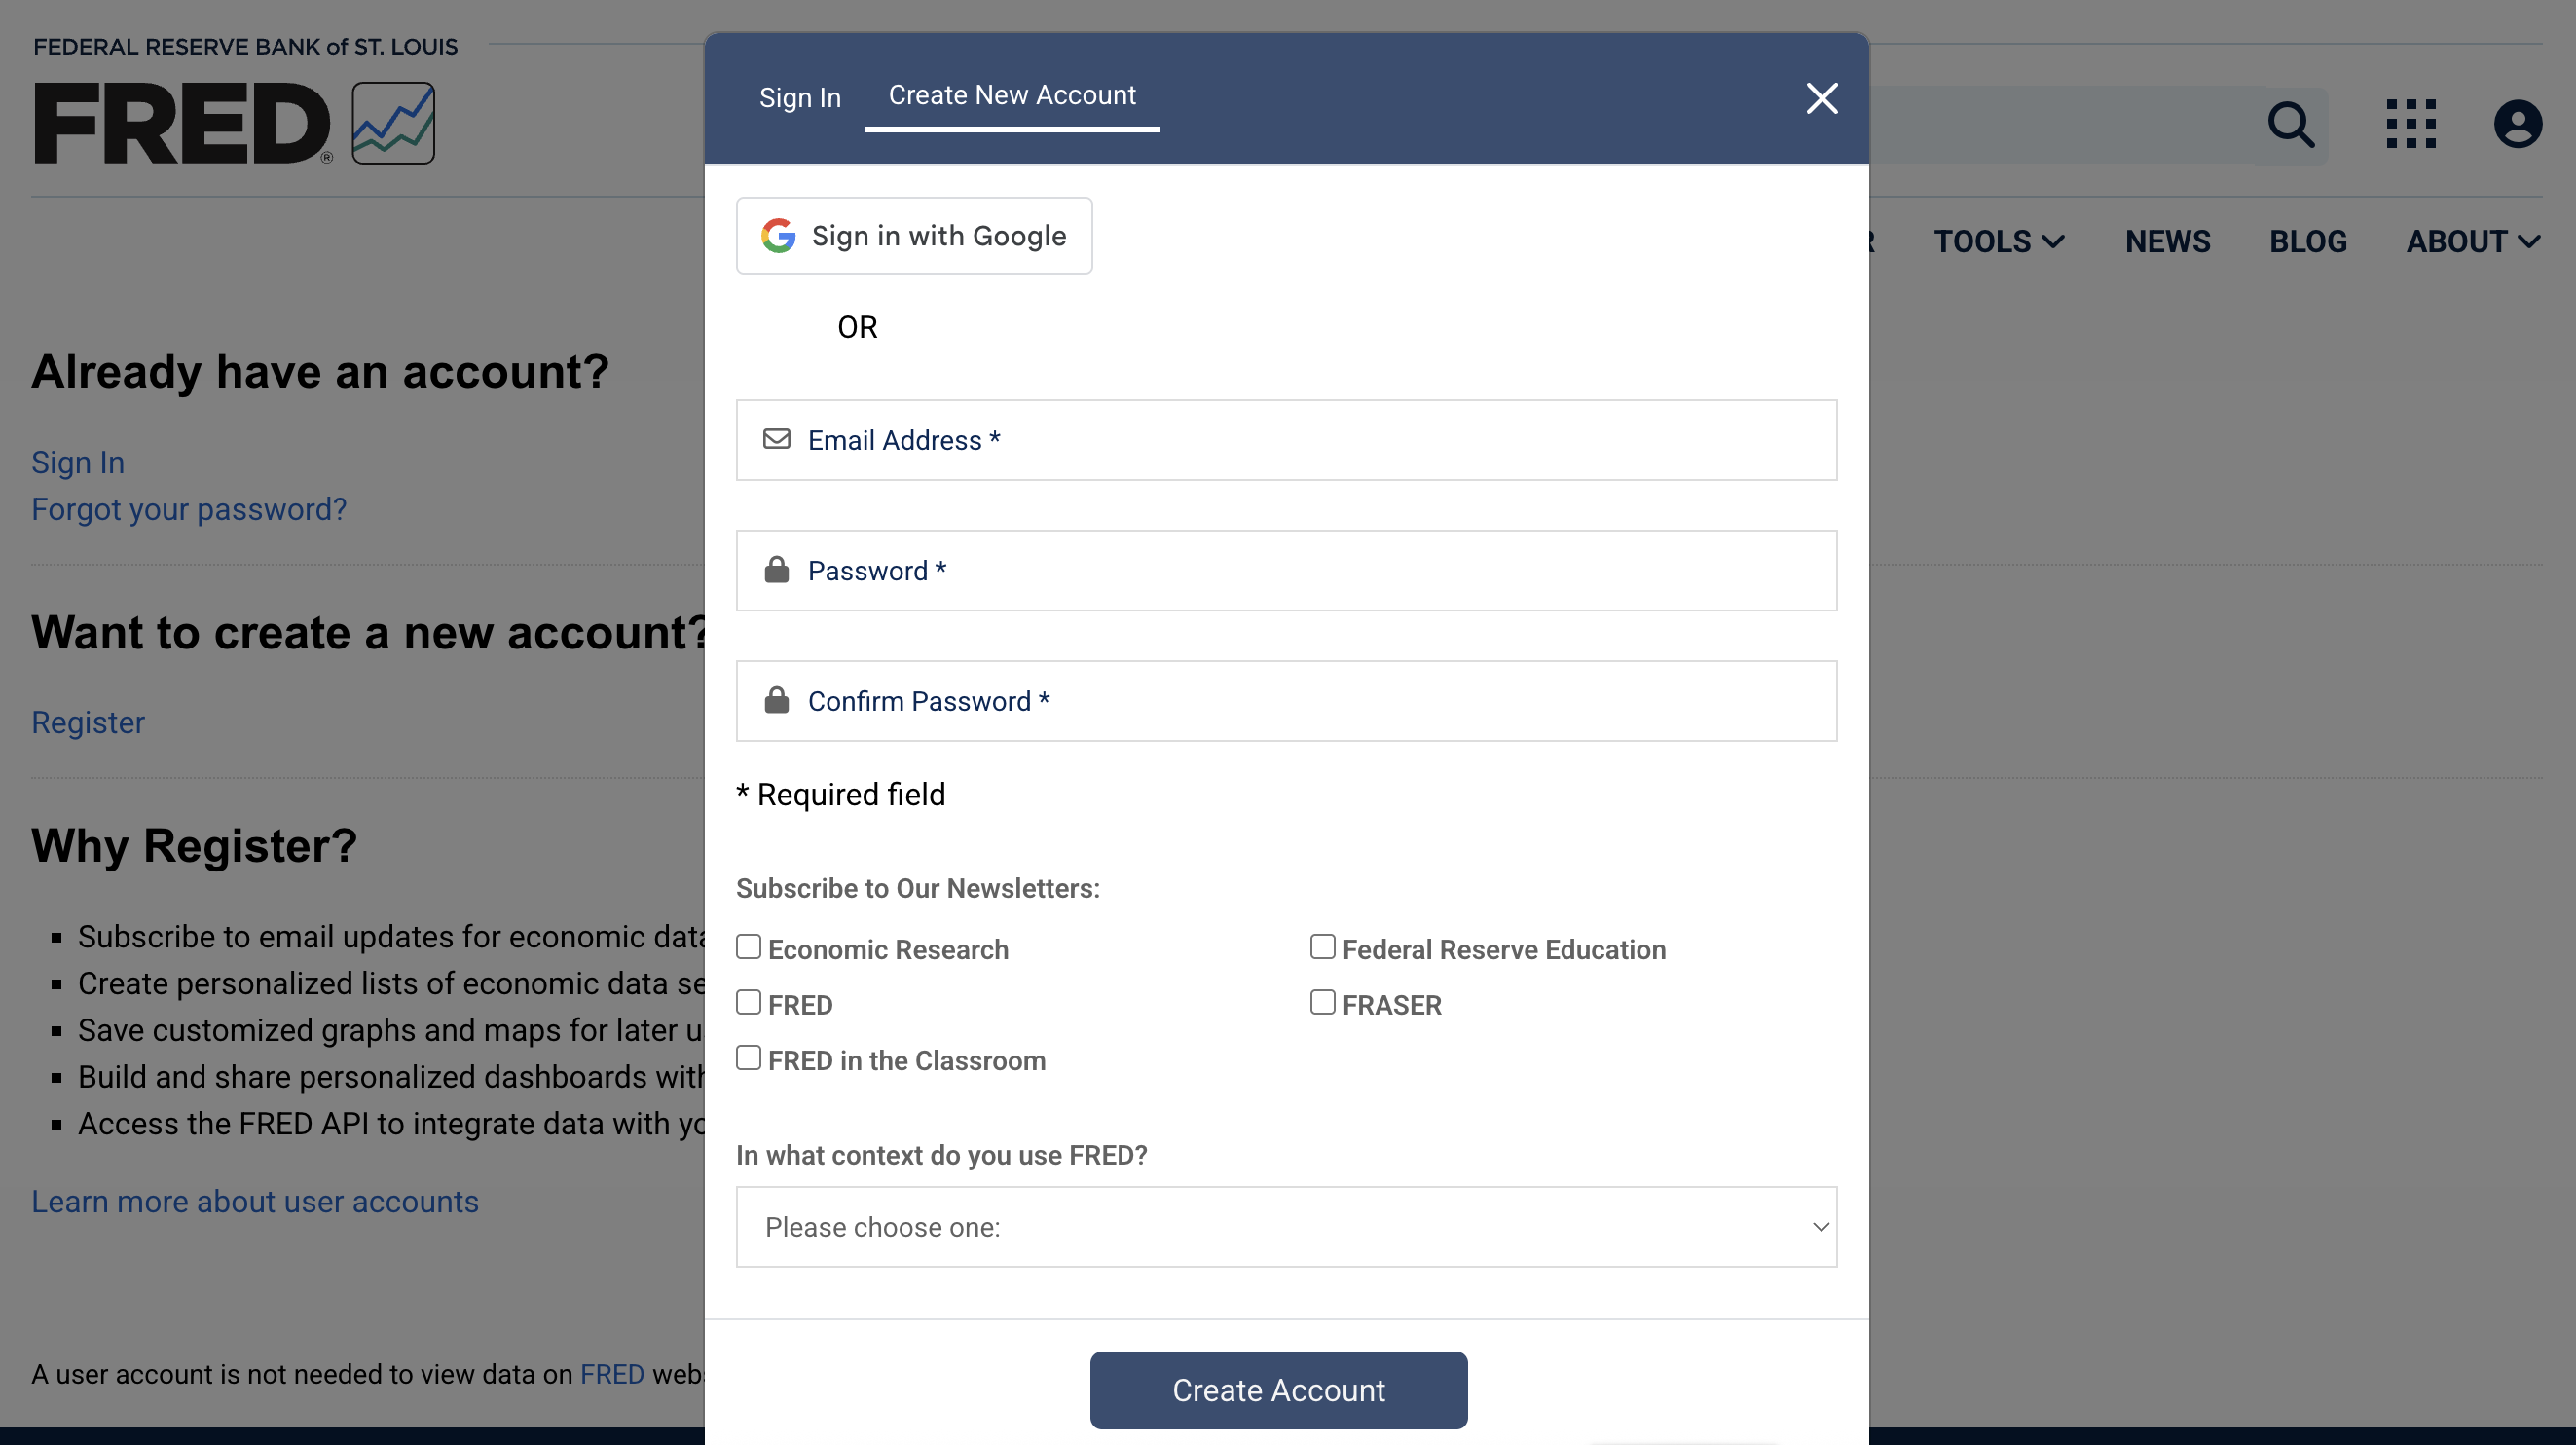 FEDERAL RESERVE BANK of ST. LOUIS
FRED®
Sign In
Create New Account
TOOLS
NEWS
BLOG
ABOUT
Sign in with Google
OR
Already have an account?
Sign In
Forgot your password?
Email Address *
Password *
Confirm Password *
* Required field
Want to create a new account?
Register
Why Register?
Subscribe to email updates for economic data
Create personalized lists of economic data se
Save customized graphs and maps for later u
Build and share personalized dashboards with
Access the FRED API to integrate data with yo
Learn more about user accounts
A user account is not needed to view data on FRED webs
Subscribe to Our Newsletters:
Economic Research
Federal Reserve Education
FRED
FRASER
FRED in the Classroom
In what context do you use FRED?
Please choose one:
Create Account